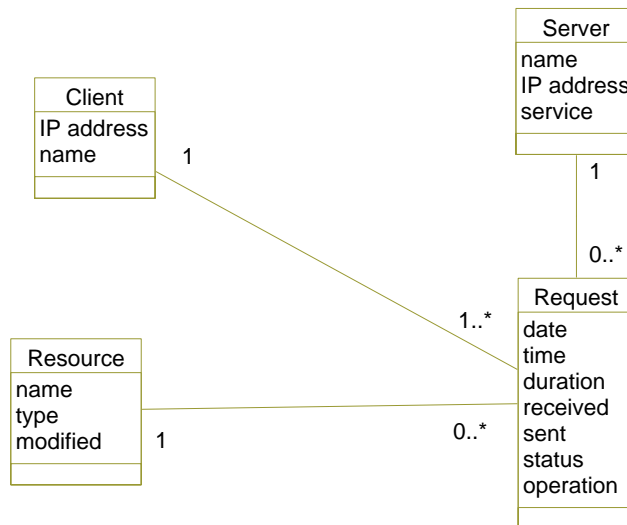 Server
name
IP address
service
1
0..*
Client
IP address
name
1
1..*
Request
date
time
duration
received
sent
status
operation
Resource
name
type
modified
1
0..*